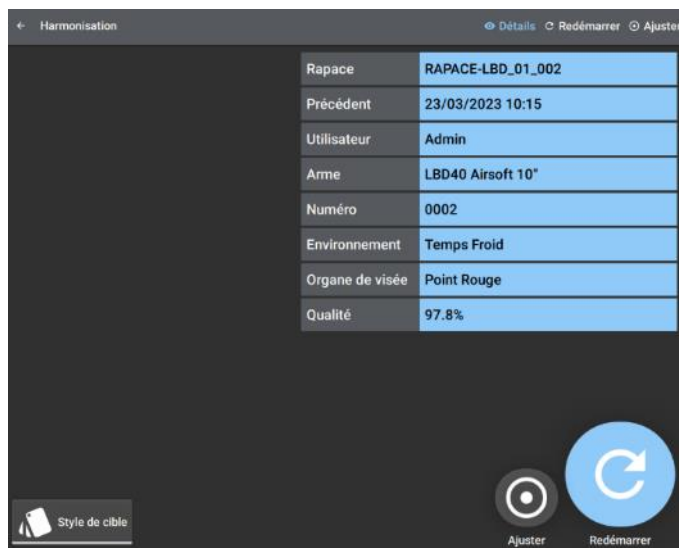 Harmonisation Détails Redémarrer Ajuster
Rapace RAPACE-LBD_01_002
Précédent 23/03/2023 10:15
Utilisateur Admin
Arme LBD40 Airsoft 10"
Numéro 0002
Environnement Temps Froid
Organe de visée Point Rouge
Qualité 97.8%
Style de cible
Ajuster Redémarrer